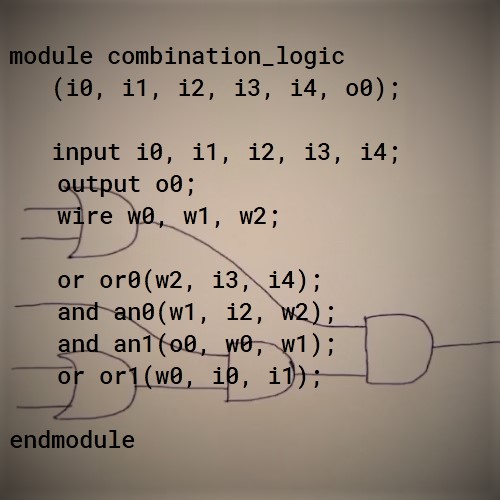 module combination_logic
(i0, i1, i2, i3, i4, o0);
input i0, i1, i2, i3, i4;
output o0;
wire w0, w1, w2;
or or0(w2, i3, i4);
and an0(w1, i2, w2);
and an1(o0, w0, w1);
or or1(w0, i0, i1);
endmodule